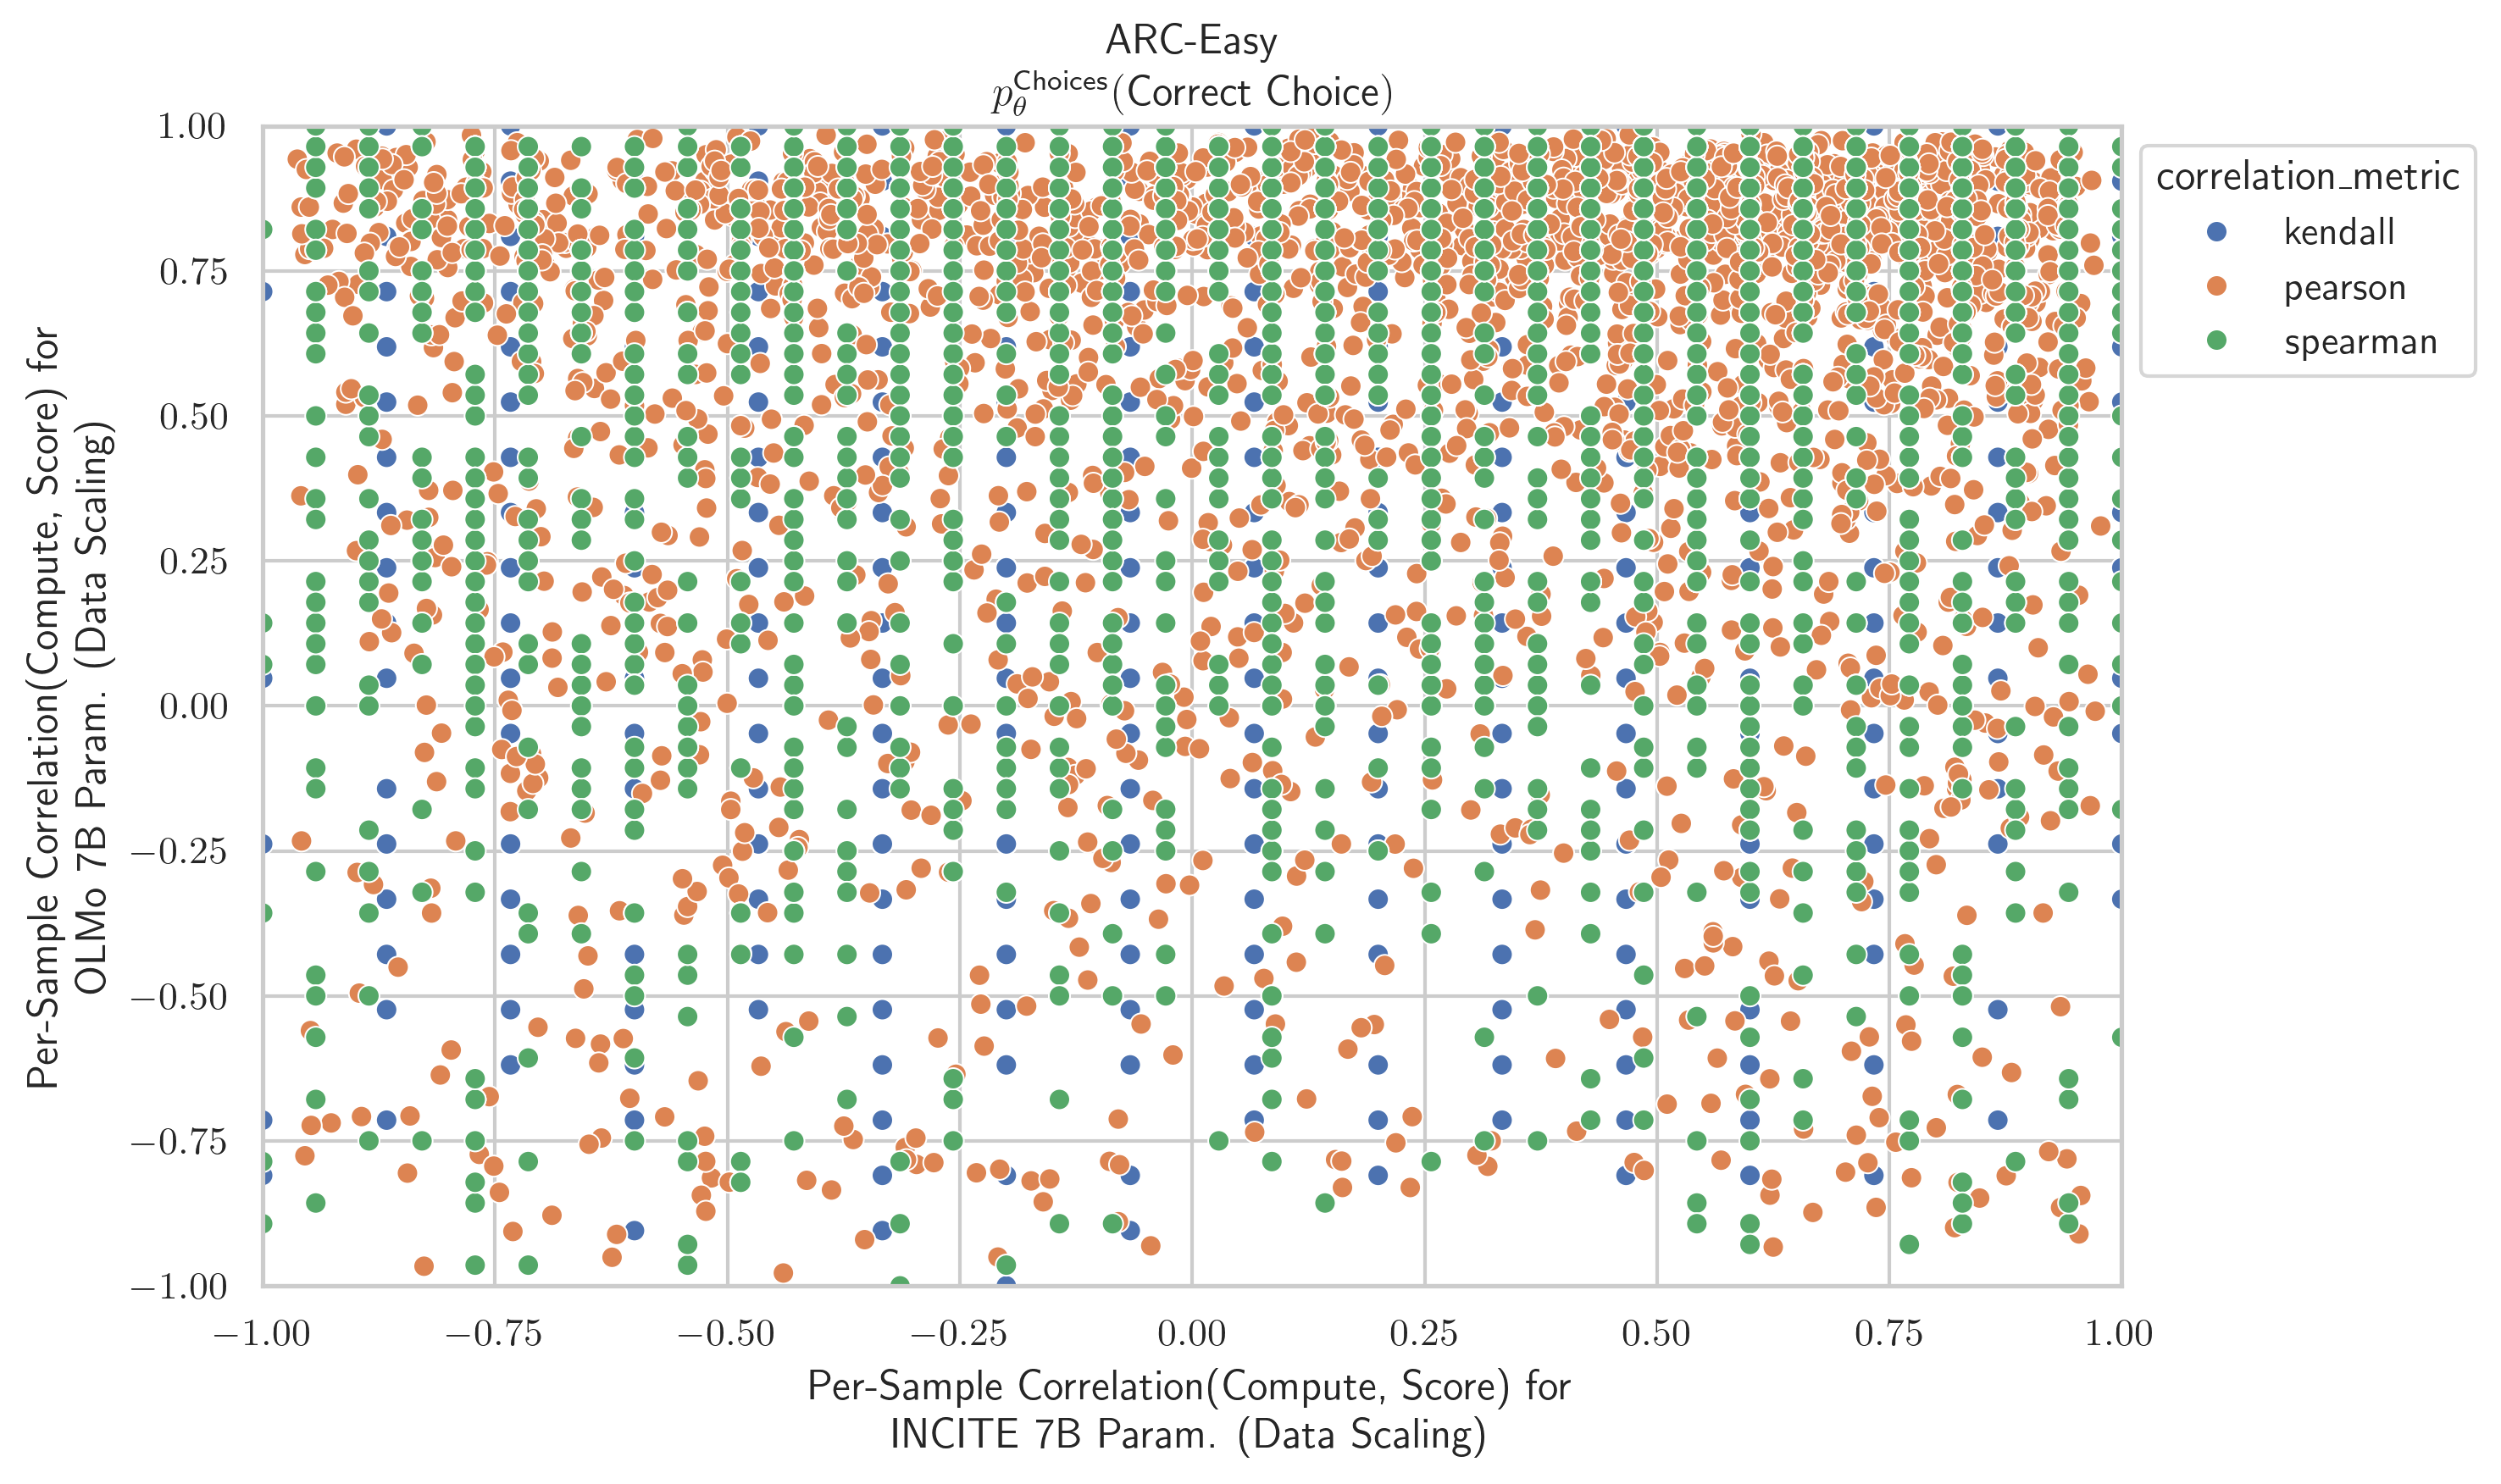 ARC-Easy
p_θ^Choices(Correct Choice)
1.00
0.75
0.50
0.25
0.00
−0.25
−0.50
−0.75
−1.00
Per-Sample Correlation(Compute, Score) for
OLMo 7B Param. (Data Scaling)
−1.00 −0.75 −0.50 −0.25 0.00 0.25 0.50 0.75 1.00
Per-Sample Correlation(Compute, Score) for
INCITE 7B Param. (Data Scaling)
correlation_metric
kendall
pearson
spearman